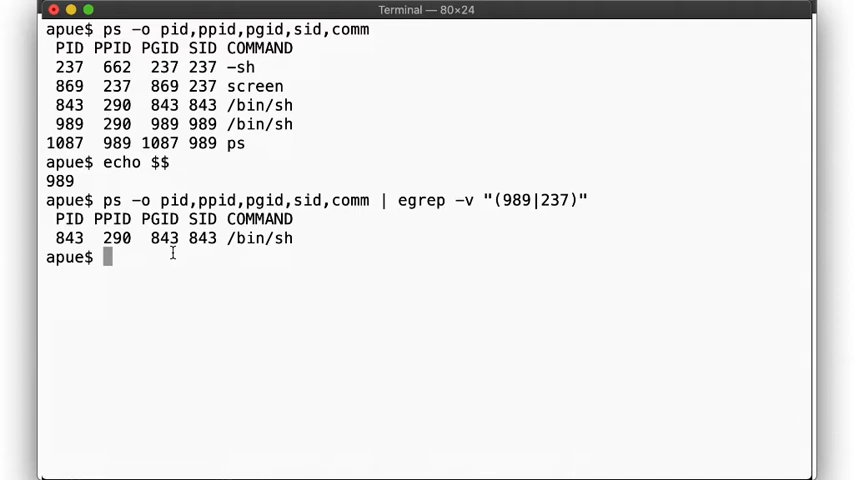 Terminal — 80×24
apue$ ps -o pid,ppid,pgid,sid,comm
PID PPID PGID SID COMMAND
237 662 237 237 -sh
869 237 869 237 screen
843 290 843 843 /bin/sh
989 290 989 989 /bin/sh
1087 989 1087 989 ps
apue$ echo $$
989
apue$ ps -o pid,ppid,pgid,sid,comm | egrep -v "(989|237)"
PID PPID PGID SID COMMAND
843 290 843 843 /bin/sh
apue$